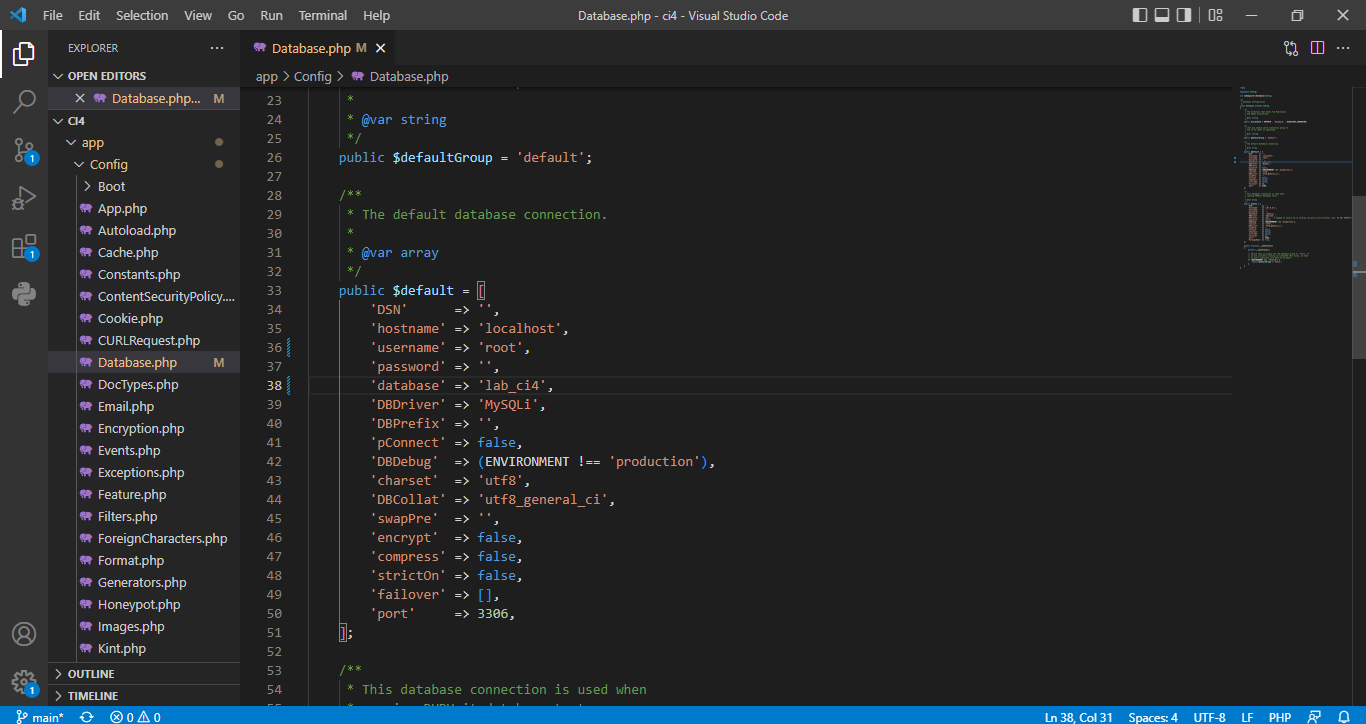 File Edit Selection View Go Run Terminal Help
Database.php - ci4 - Visual Studio Code
EXPLORER
OPEN EDITORS
Database.php... M
CI4
app
Config
Boot
App.php
Autoload.php
Cache.php
Constants.php
ContentSecurityPolicy....
Cookie.php
CURLRequest.php
Database.php M
DocTypes.php
Email.php
Encryption.php
Events.php
Exceptions.php
Feature.php
Filters.php
ForeignCharacters.php
Format.php
Generators.php
Honeypot.php
Images.php
Kint.php
OUTLINE
TIMELINE
1
1
1
Database.php M
app > Config > Database.php
23 *
24 * @var string
25 */
26 public $defaultGroup = 'default';
27
28 /**
29 * The default database connection.
30 *
31 * @var array
32 */
33 public $default = [
34 'DSN' => '',
35 'hostname' => 'localhost',
36 'username' => 'root',
37 'password' => '',
38 'database' => 'lab_ci4',
39 'DBDriver' => 'MySQLi',
40 'DBPrefix' => '',
41 'pConnect' => false,
42 'DBDebug' => (ENVIRONMENT !== 'production'),
43 'charset' => 'utf8',
44 'DBCollat' => 'utf8_general_ci',
45 'swapPre' => '',
46 'encrypt' => false,
47 'compress' => false,
48 'strictOn' => false,
49 'failover' => [],
50 'port' => 3306,
51 ];
52
53 /**
54 * This database connection is used when
main* 0 0 Ln 38, Col 31 Spaces: 4 UTF-8 LF PHP